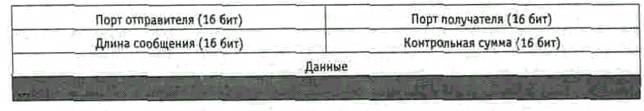 Порт отправителя (16 бит) Порт получателя (16 бит)
Длина сообщения (16 бит) Контрольная сумма (16 бит)
Данные
...